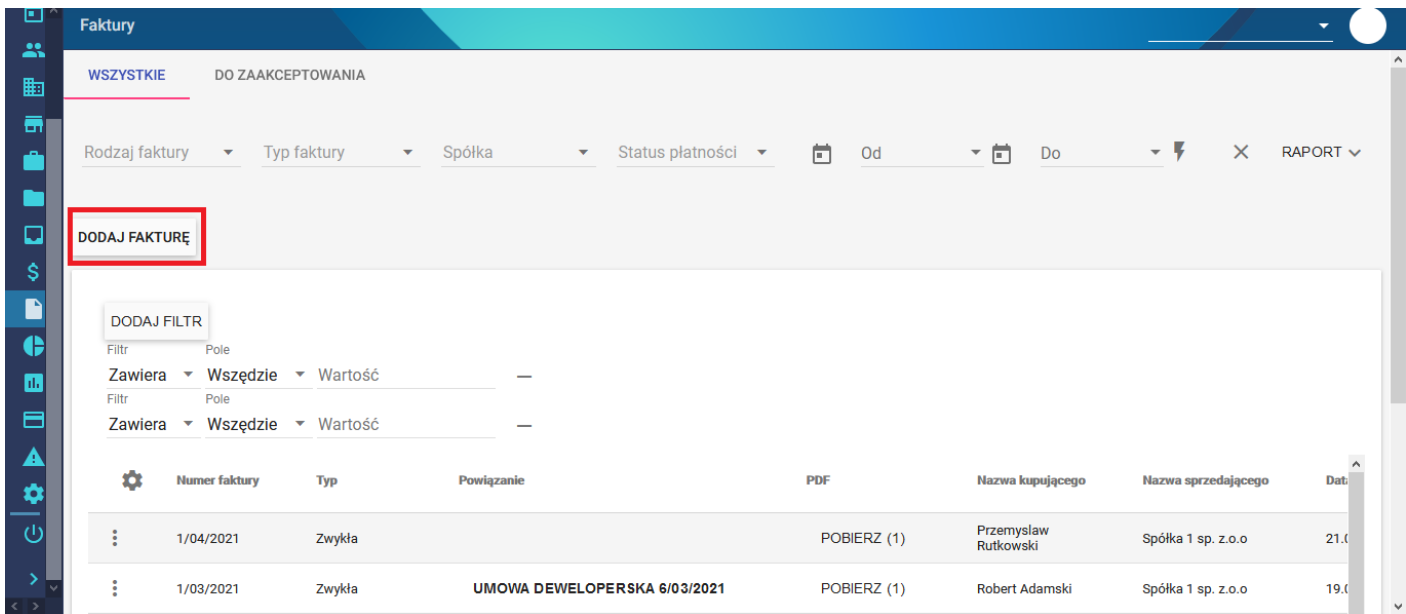 Faktury
WSZYSTKIE DO ZAAKCEPTOWANIA
Rodzaj faktury Typ faktury Spółka Status płatności Od Do RAPORT
DODAJ FAKTURĘ
DODAJ FILTR
Filtr Pole
Zawiera Wszędzie Wartość
Filtr Pole
Zawiera Wszędzie Wartość
Numer faktury Typ Powiązanie PDF Nazwa kupującego Nazwa sprzedającego
1/04/2021 Zwykła POBIERZ (1) Przemyslaw Rutkowski Spółka 1 sp. z.o.o
1/03/2021 Zwykła UMOWA DEWELOPERSKA 6/03/2021 POBIERZ (1) Robert Adamski Spółka 1 sp. z.o.o